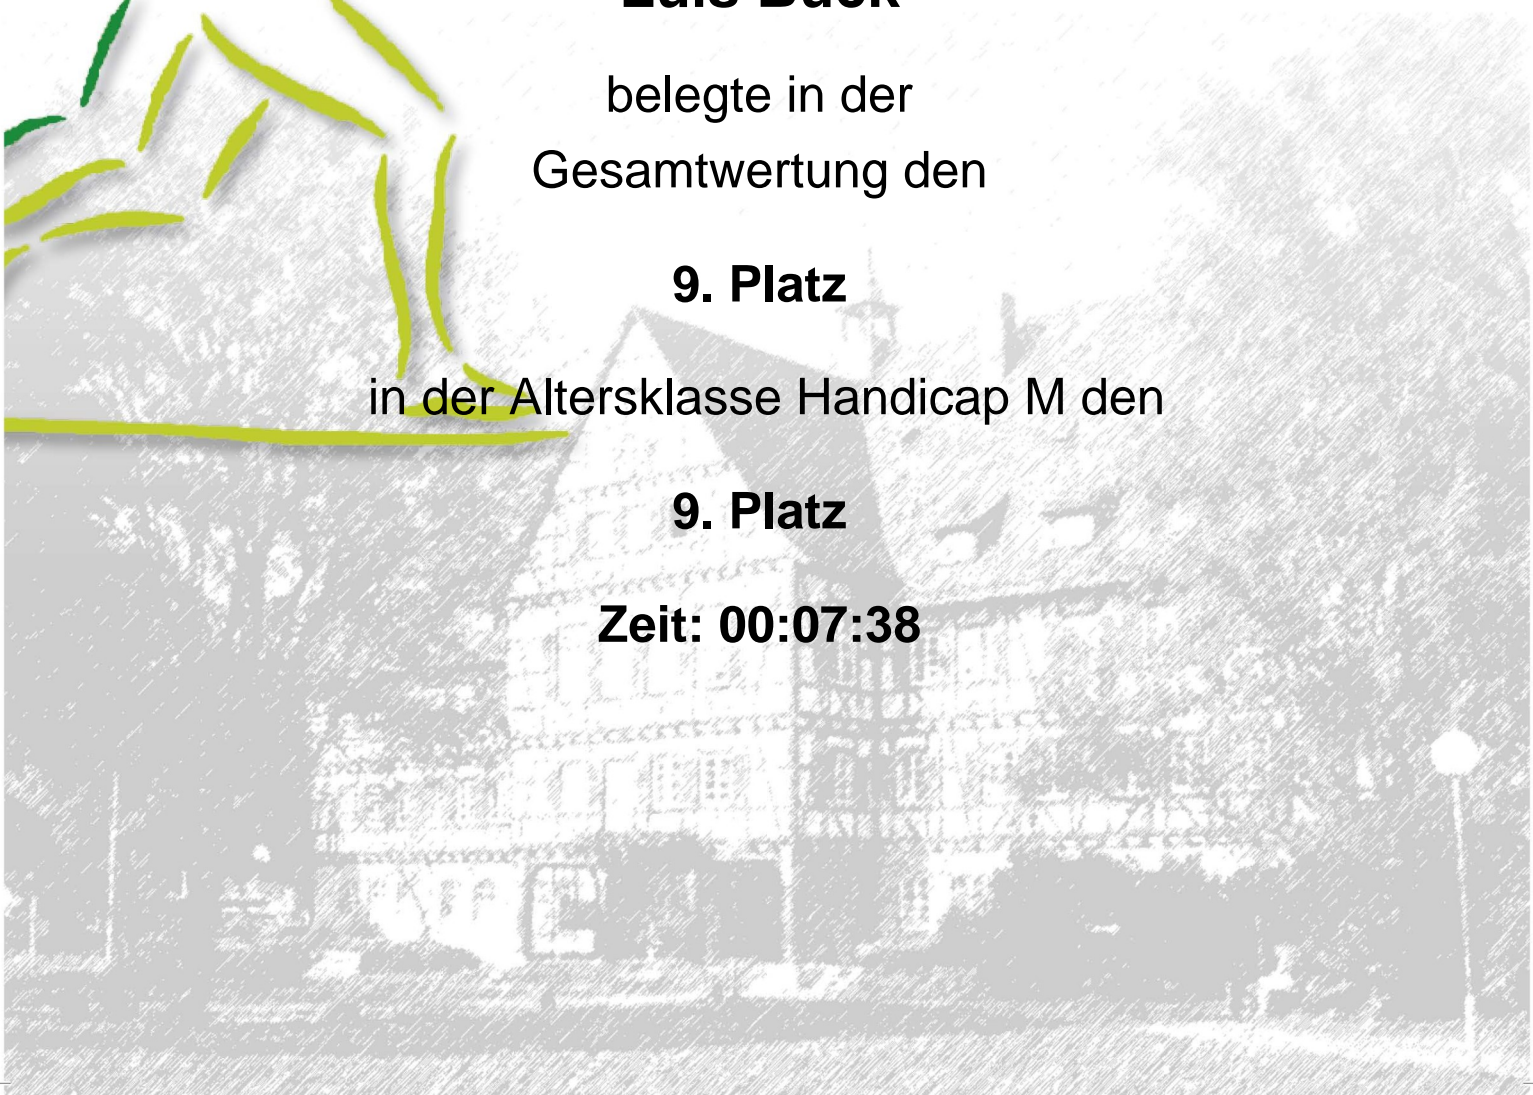 belegte in der
Gesamtwertung den
9. Platz
in der Altersklasse Handicap M den
9. Platz
Zeit: 00:07:38